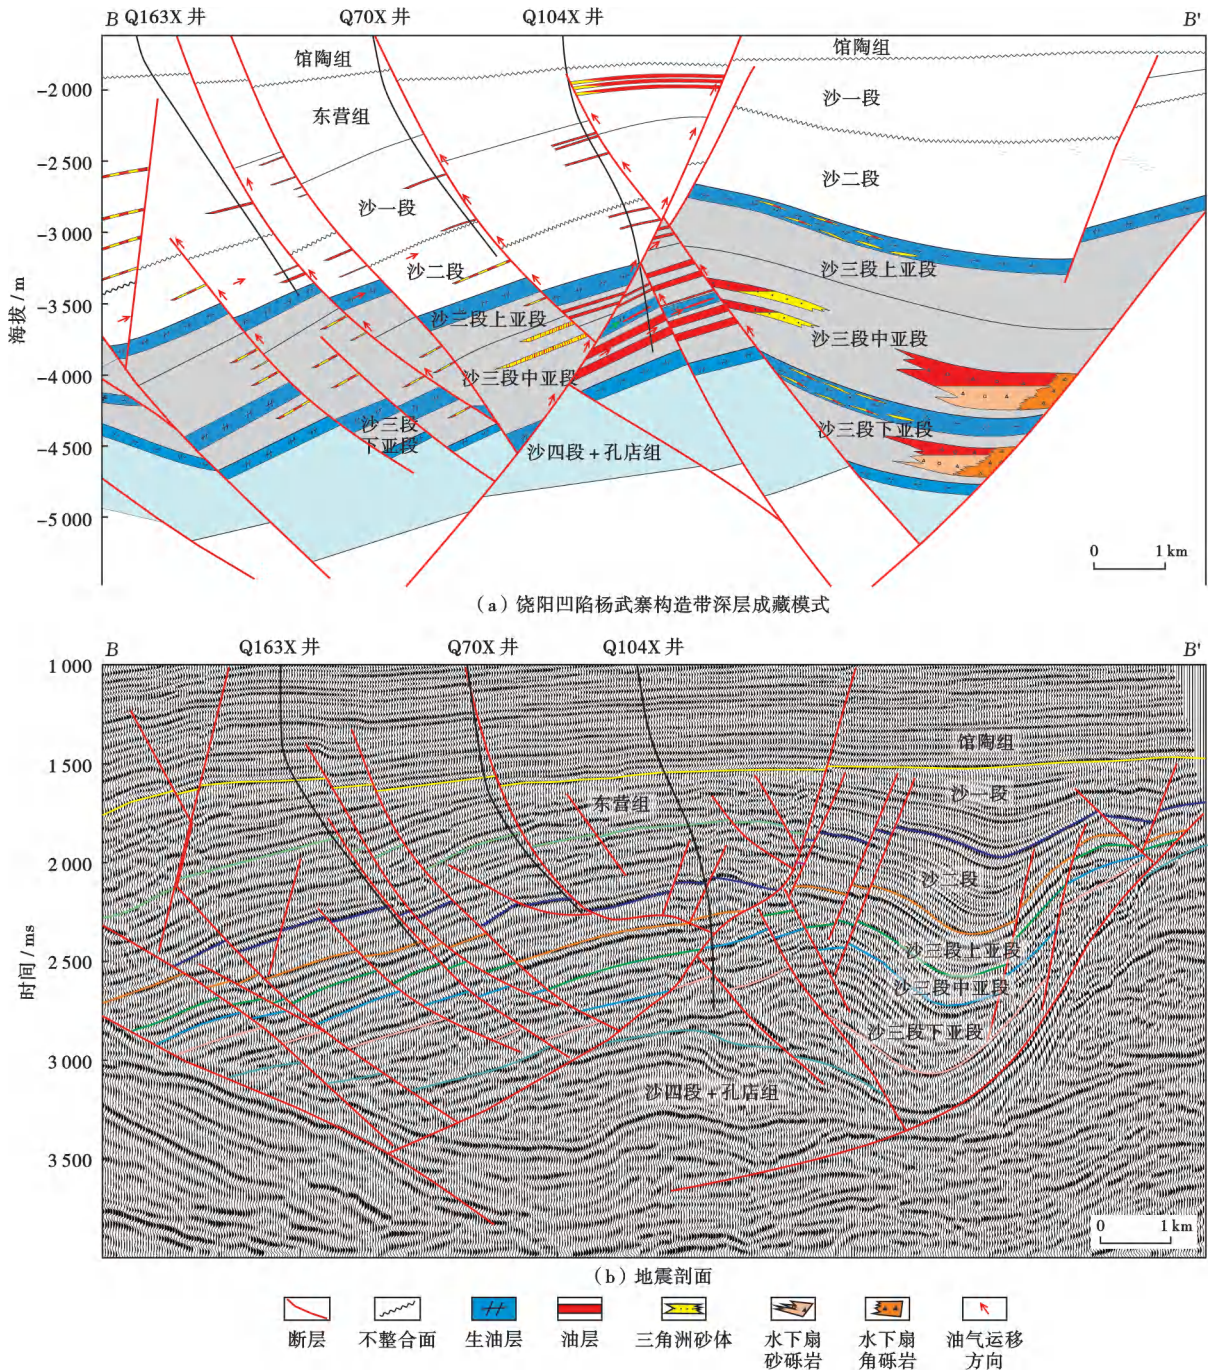 B Q163X 井 Q70X 井 Q104X 井 B'
馆陶组 馆陶组
-2 000
东营组 沙一段
-2 500
沙一段 沙二段
-3 000
沙二段 沙三段上亚段
-3 500
沙三段上亚段 沙三段中亚段
海拔 / m
-4 000
沙三段中亚段
沙三段
下亚段
沙三段下亚段
-4 500
沙四段 + 孔店组
-5 000
0 1 km
(a) 饶阳凹陷杨武寨构造带深层成藏模式
B Q163X 井 Q70X 井 Q104X 井 B'
1 000
馆陶组
1 500
东营组 沙一段
2 000
沙二段
沙三段上亚段
2 500
沙三段中亚段
时间 / ms
沙三段下亚段
3 000
沙四段 + 孔店组
3 500
0 1 km
(b) 地震剖面
断层 不整合面 生油层 油层 三角洲砂体 水下扇 水下扇 油气运移
砂砾岩 角砾岩 方向